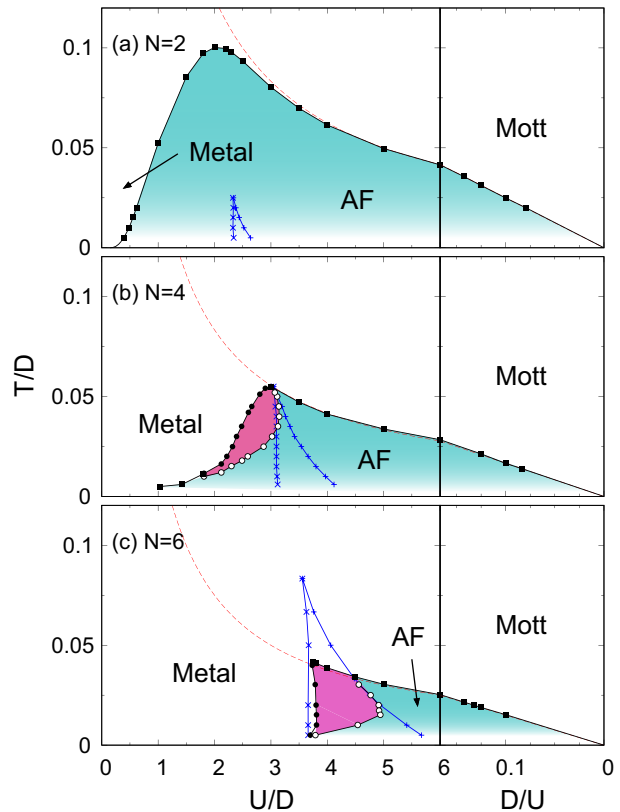 (a) N=2
0.1
Metal
Mott
0.05
AF
0
(b) N=4
0.1
T/D
Metal
Mott
0.05
AF
0
(c) N=6
0.1
AF
Mott
Metal
0.05
0
0 1 2 3 4 5 6 0.1 0
U/D D/U